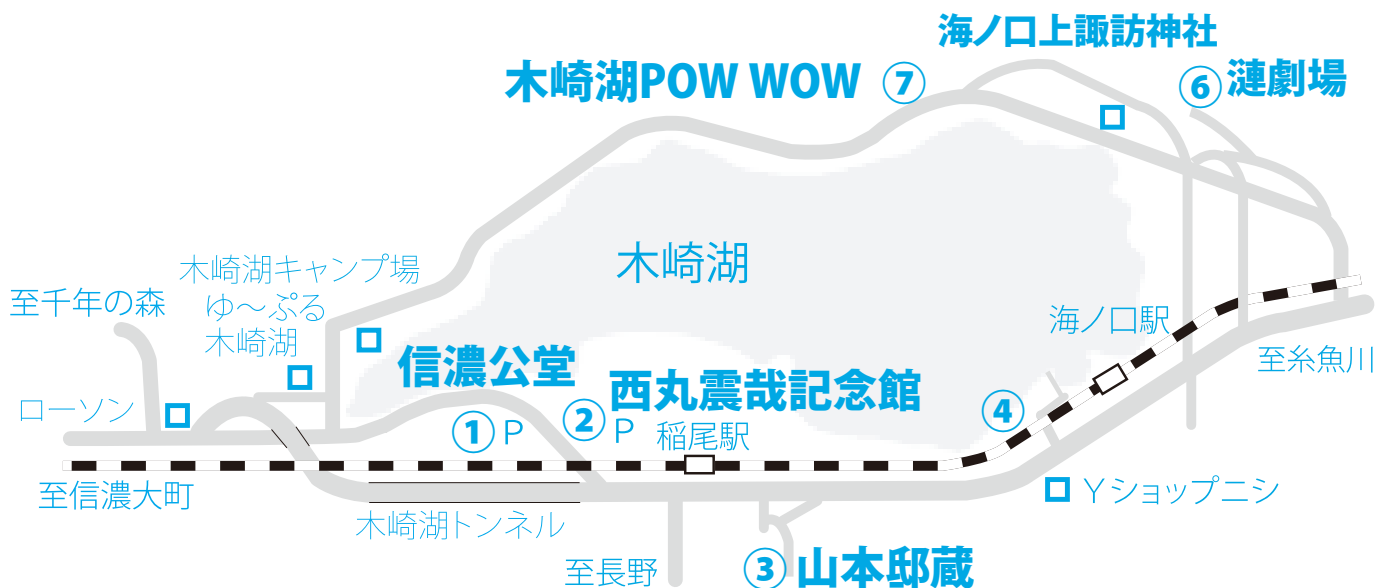 海ノ口上諏訪神社
木崎湖POW WOW ⑦
⑥ 漣劇場
木崎湖
木崎湖キャンプ場
ゆ〜ぷる
木崎湖
至千年の森
海ノ口駅
至糸魚川
信濃公堂
① P
西丸震哉記念館
② P
稲尾駅
④
ローソン
至信濃大町
Yショップニシ
木崎湖トンネル
至長野
③ 山本邸蔵